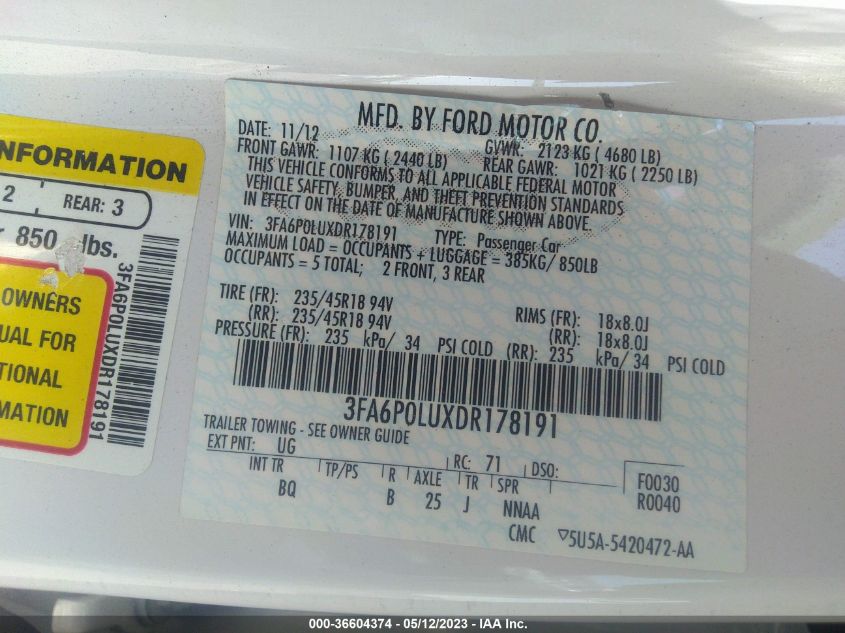 NFORMATION
2 REAR: 3
850 lbs.
OWNERS
UAL FOR
TIONAL
MATION
3FA6P0LUXDR178191
MFD. BY FORD MOTOR CO.
DATE: 11/12 GVWR: 2123 KG ( 4680 LB)
FRONT GAWR: 1107 KG ( 2440 LB) REAR GAWR: 1021 KG ( 2250 LB)
THIS VEHICLE CONFORMS TO ALL APPLICABLE FEDERAL MOTOR
VEHICLE SAFETY, BUMPER, AND THEFT PREVENTION STANDARDS
IN EFFECT ON THE DATE OF MANUFACTURE SHOWN ABOVE.
VIN: 3FA6P0LUXDR178191 TYPE: Passenger Car
MAXIMUM LOAD = OCCUPANTS + LUGGAGE = 385KG/ 850LB
OCCUPANTS = 5 TOTAL; 2 FRONT, 3 REAR
TIRE (FR): 235/45R18 94V RIMS (FR): 18x8.0J
(RR): 235/45R18 94V (RR): 18x8.0J
PRESSURE (FR): 235 kPa/ 34 PSI COLD (RR): 235 kPa/ 34 PSI COLD
3FA6P0LUXDR178191
TRAILER TOWING - SEE OWNER GUIDE
EXT PNT: UG RC: 71 DSO: F0030
R0040
INT TR TP/PS R AXLE TR SPR
BQ B 25 J NNAA
CMC ▽5U5A-5420472-AA
000-36604374 - 05/12/2023 - IAA Inc.